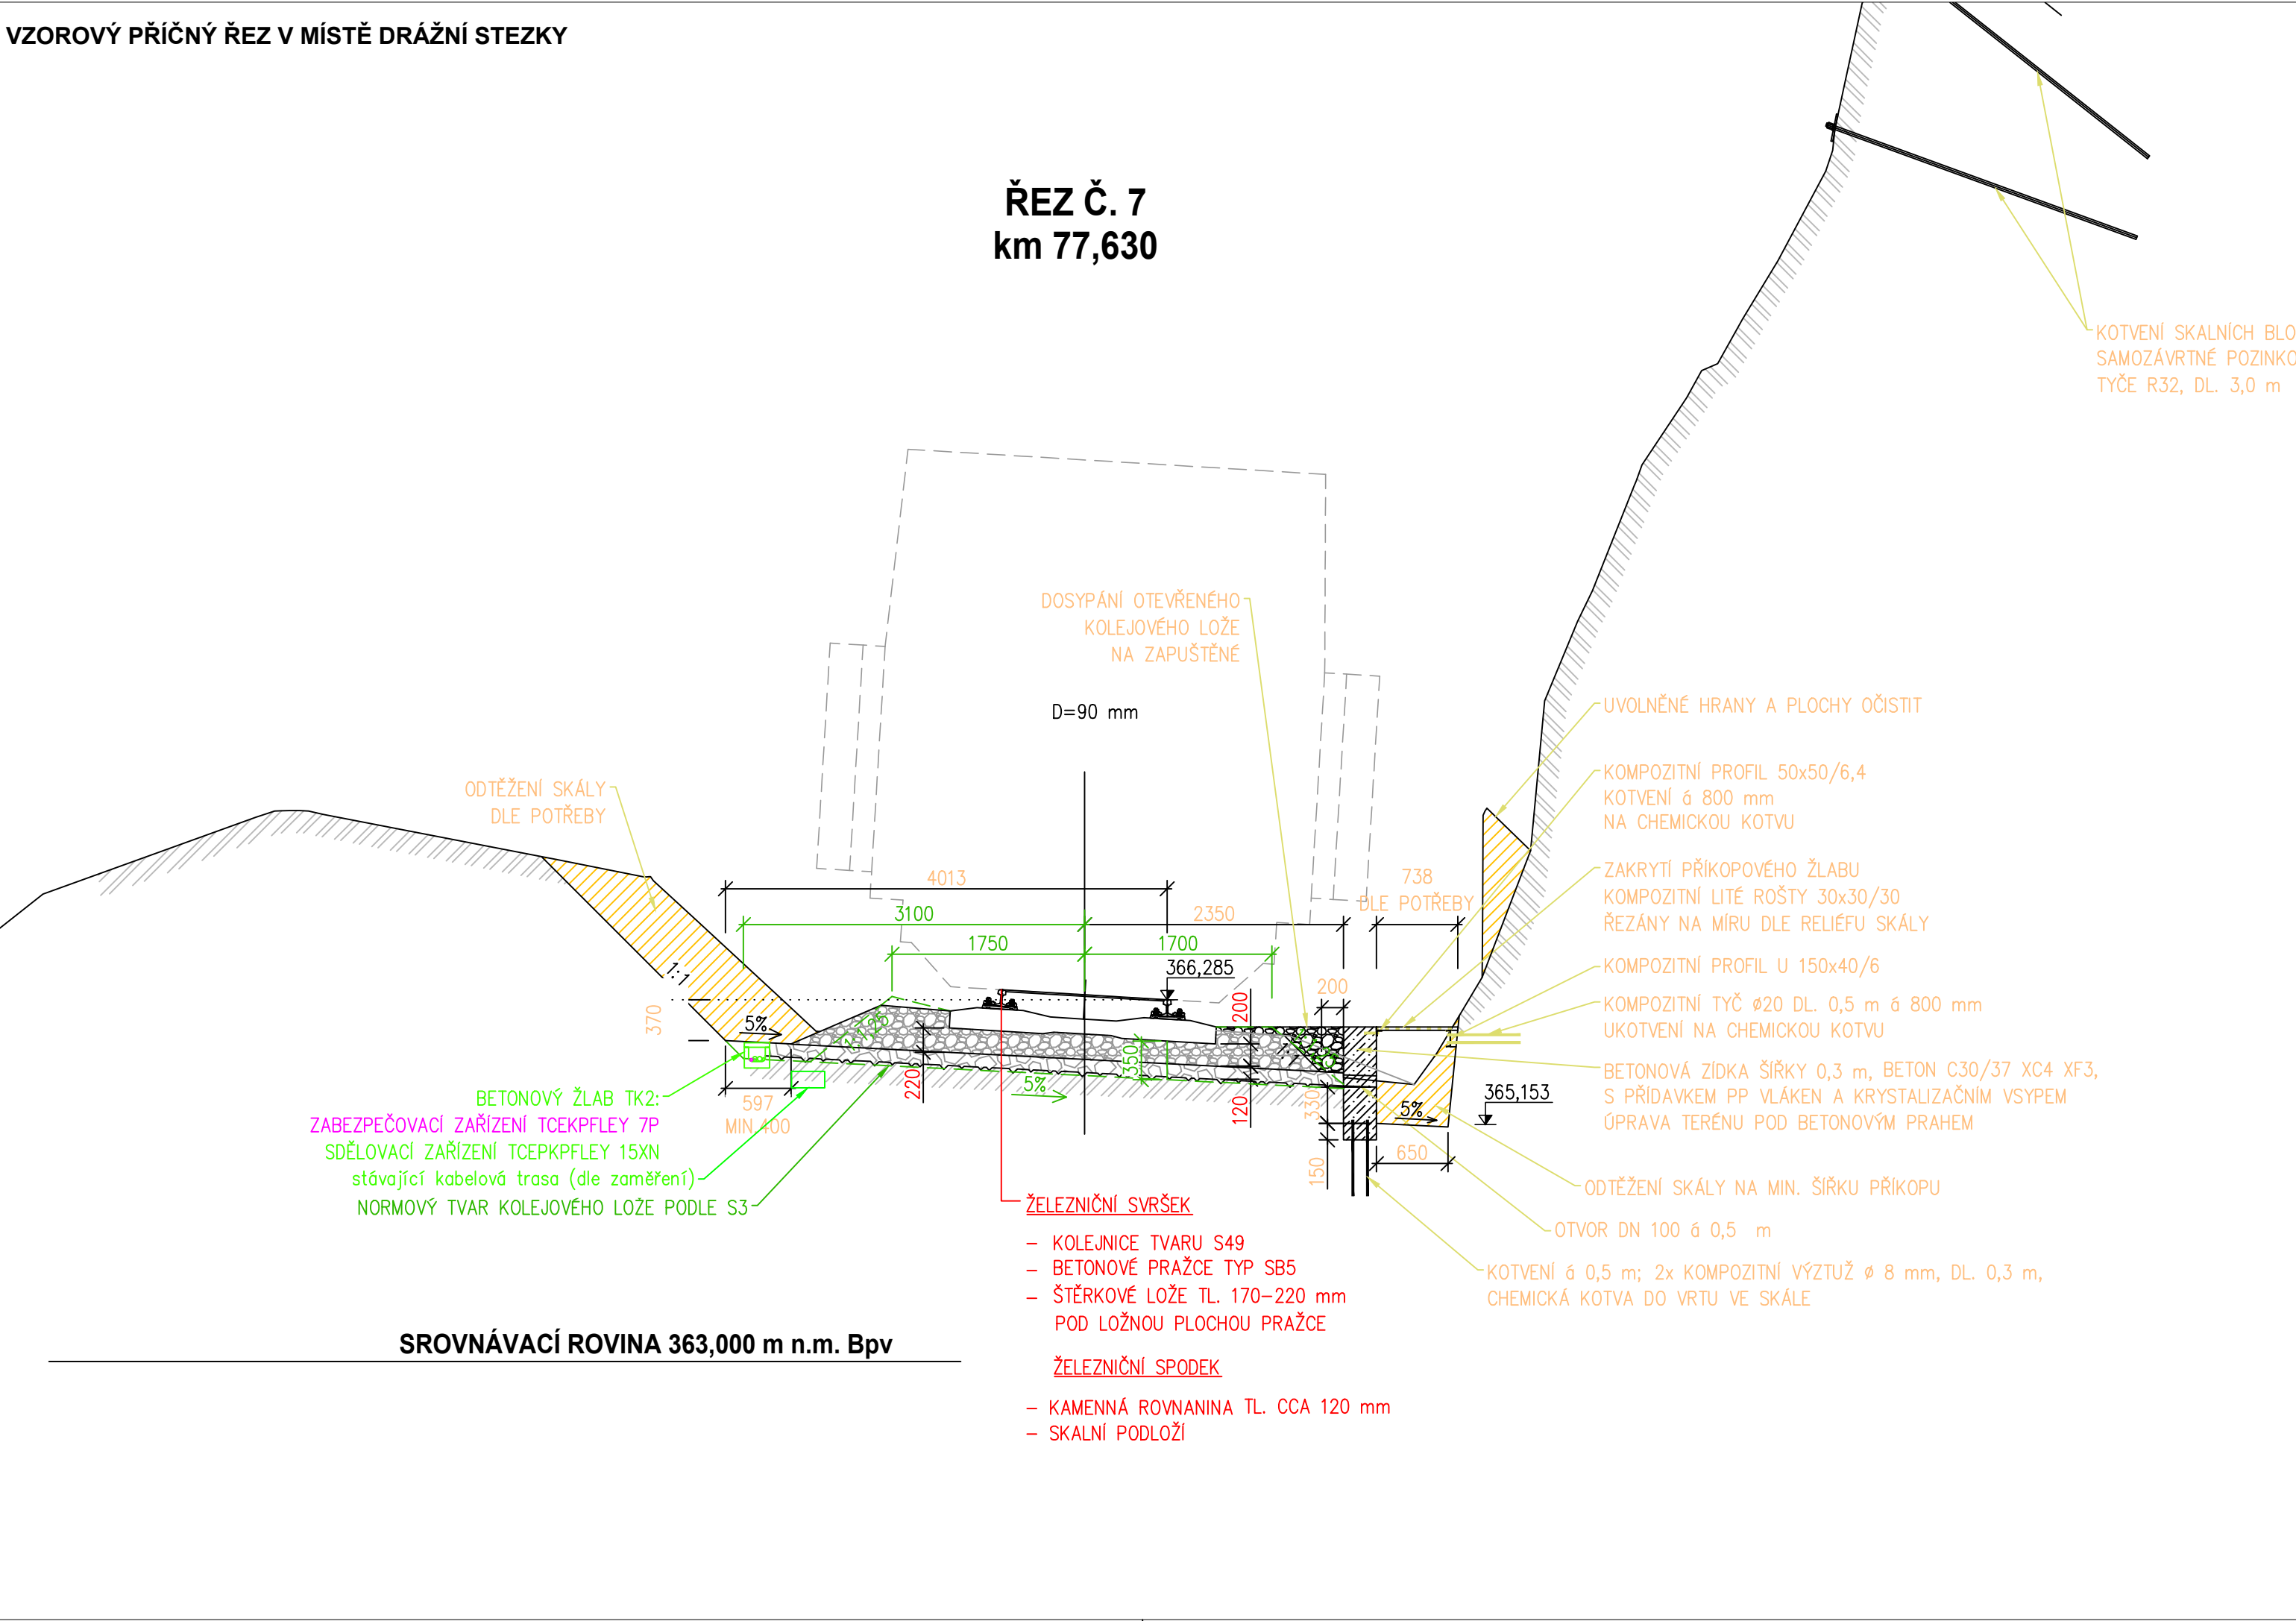 VZOROVÝ PŘÍČNÝ ŘEZ V MÍSTĚ DRÁŽNÍ STEZKY
ŘEZ Č. 7
km 77,630
KOTVENÍ SKALNÍCH BLO
SAMOZÁVRTNÉ POZINKO
TYČE R32, DL. 3,0 m
DOSYPÁNÍ OTEVŘENÉHO
KOLEJOVÉHO LOŽE
NA ZAPUŠTĚNÉ
D=90 mm
UVOLNĚNÉ HRANY A PLOCHY OČISTIT
KOMPOZITNÍ PROFIL 50x50/6,4
KOTVENÍ á 800 mm
NA CHEMICKOU KOTVU
ODTĚŽENÍ SKÁLY
DLE POTŘEBY
ZAKRYTÍ PŘÍKOPOVÉHO ŽLABU
KOMPOZITNÍ LITÉ ROŠTY 30x30/30
ŘEZÁNY NA MÍRU DLE RELIÉFU SKÁLY
4013
738
DLE POTŘEBY
3100
2350
1750
1700
366,285
200
200
KOMPOZITNÍ PROFIL U 150x40/6
KOMPOZITNÍ TYČ ø20 DL. 0,5 m á 800 mm
UKOTVENÍ NA CHEMICKOU KOTVU
1:1
370
5%
1:1,25
350
220
5%
120
330
150
5%
365,153
650
597
MIN.400
BETONOVÁ ZÍDKA ŠÍŘKY 0,3 m, BETON C30/37 XC4 XF3,
S PŘÍDAVKEM PP VLÁKEN A KRYSTALIZAČNÍM VSYPEM
ÚPRAVA TERÉNU POD BETONOVÝM PRAHEM
BETONOVÝ ŽLAB TK2:
ZABEZPEČOVACÍ ZAŘÍZENÍ TCEKPFLEY 7P
SDĚLOVACÍ ZAŘÍZENÍ TCEPKPFLEY 15XN
stávající kabelová trasa (dle zaměření)
NORMOVÝ TVAR KOLEJOVÉHO LOŽE PODLE S3
ODTĚŽENÍ SKÁLY NA MIN. ŠÍŘKU PŘÍKOPU
OTVOR DN 100 á 0,5 m
KOTVENÍ á 0,5 m; 2x KOMPOZITNÍ VÝZTUŽ ø 8 mm, DL. 0,3 m,
CHEMICKÁ KOTVA DO VRTU VE SKÁLE
ŽELEZNIČNÍ SVRŠEK
– KOLEJNICE TVARU S49
– BETONOVÉ PRAŽCE TYP SB5
– ŠTĚRKOVÉ LOŽE TL. 170–220 mm
POD LOŽNOU PLOCHOU PRAŽCE
ŽELEZNIČNÍ SPODEK
– KAMENNÁ ROVNANINA TL. CCA 120 mm
– SKALNÍ PODLOŽÍ
SROVNÁVACÍ ROVINA 363,000 m n.m. Bpv